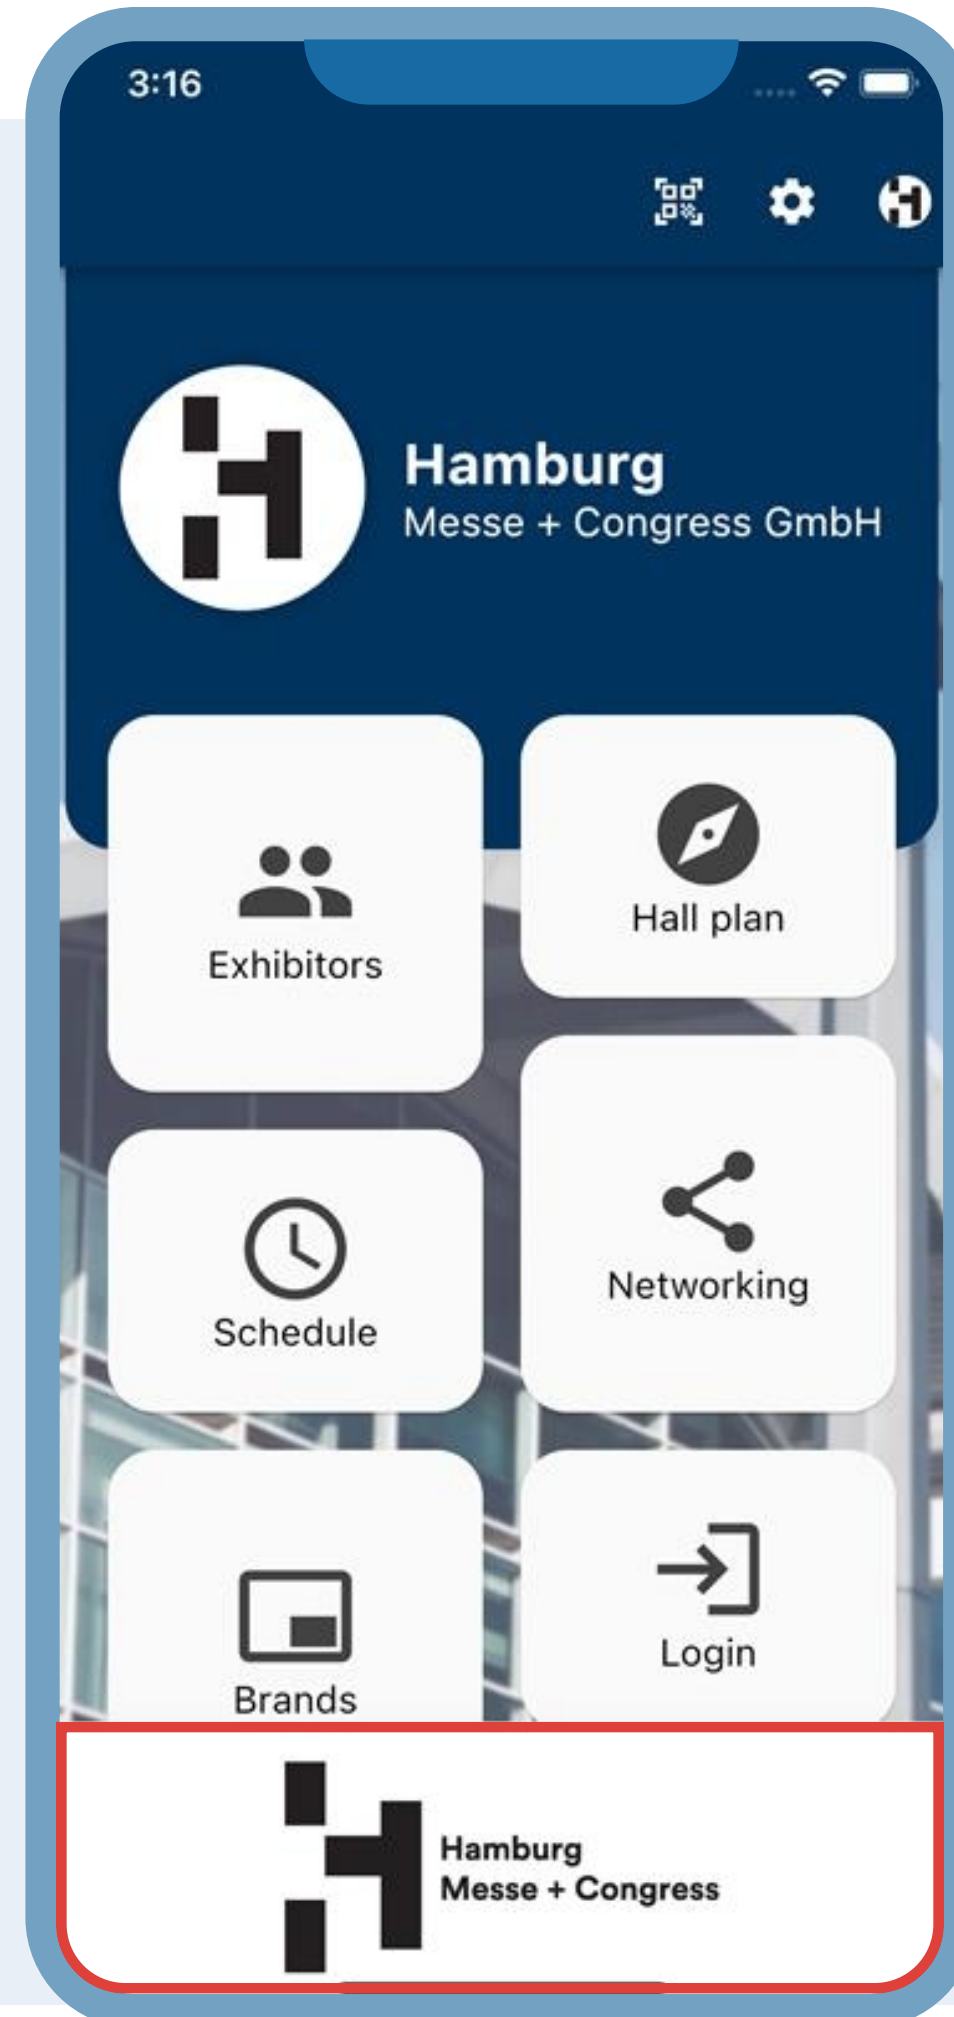 3:16
Hamburg
Messe + Congress GmbH
Exhibitors
Hall plan
Schedule
Networking
Brands
Login
Hamburg
Messe + Congress